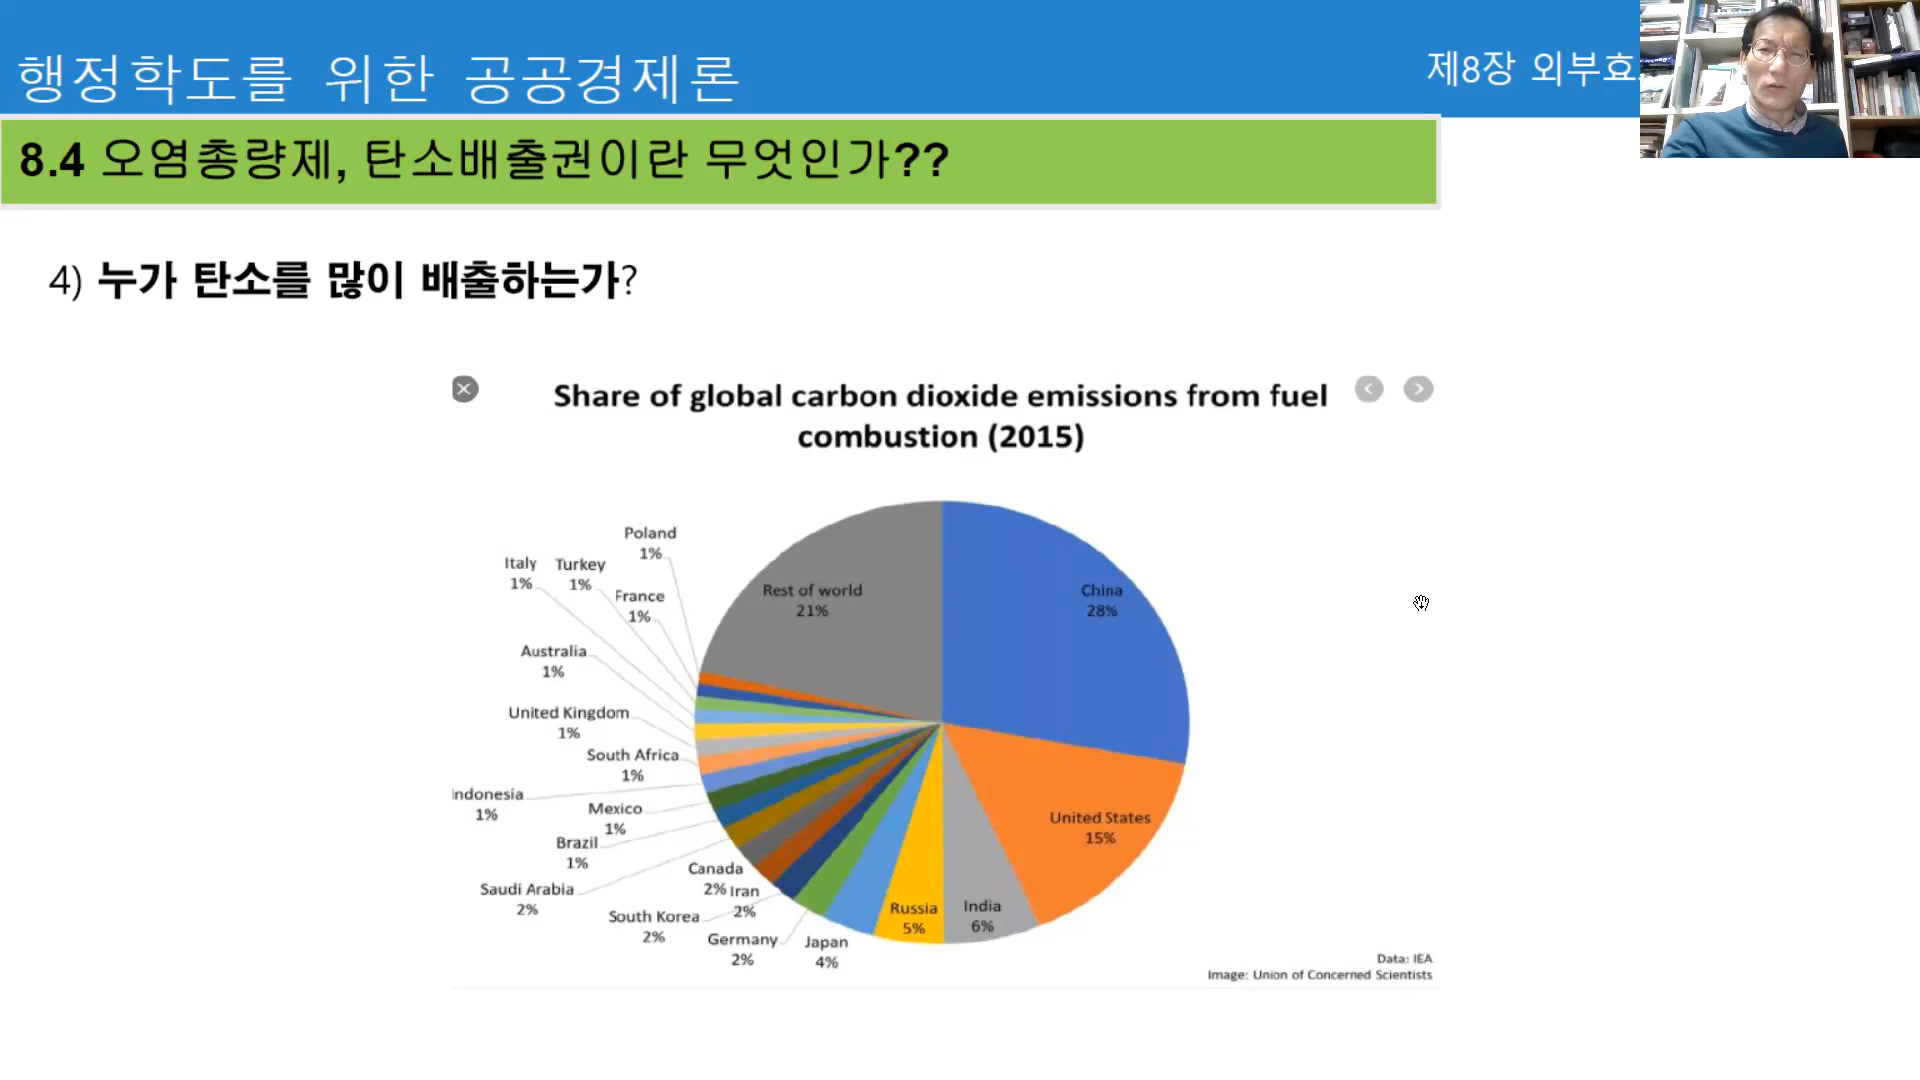 행정학도를 위한 공공경제론
제8장 외부효
8.4 오염총량제, 탄소배출권이란 무엇인가??
4) 누가 탄소를 많이 배출하는가?
Share of global carbon dioxide emissions from fuel
combustion (2015)
Poland
1%
Italy
1%
Turkey
1%
France
1%
Australia
1%
United Kingdom
1%
South Africa
1%
Indonesia
1%
Mexico
1%
Brazil
1%
Saudi Arabia
2%
Canada
2%
Iran
2%
South Korea
2%
Germany
2%
Japan
4%
Russia
5%
India
6%
United States
15%
China
28%
Rest of world
21%
Data: IEA
Image: Union of Concerned Scientists